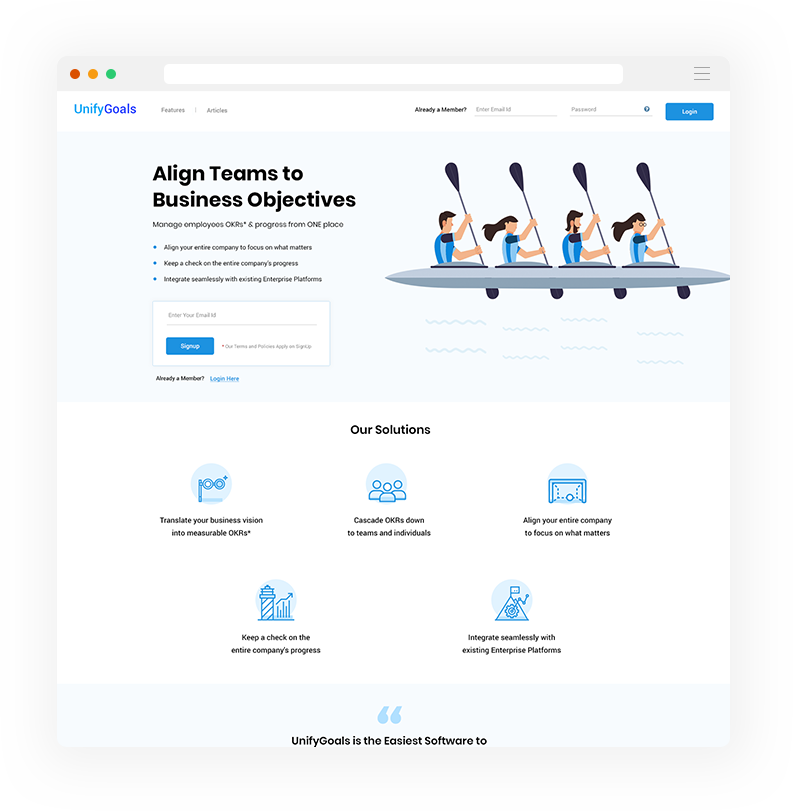 UnifyGoals
Features | Articles
Already a Member? Enter Email Id Password ? Login
Align Teams to
Business Objectives
Manage employees OKRs* & progress from ONE place
Align your entire company to focus on what matters
Keep a check on the entire company's progress
Integrate seamlessly with existing Enterprise Platforms
Enter Your Email Id
Signup * Our Terms and Policies Apply on SignUp
Already a Member? Login Here
Our Solutions
Translate your business vision
into measurable OKRs*
Cascade OKRs down
to teams and individuals
Align your entire company
to focus on what matters
Keep a check on the
entire company's progress
Integrate seamlessly with
existing Enterprise Platforms
“
UnifyGoals is the Easiest Software to